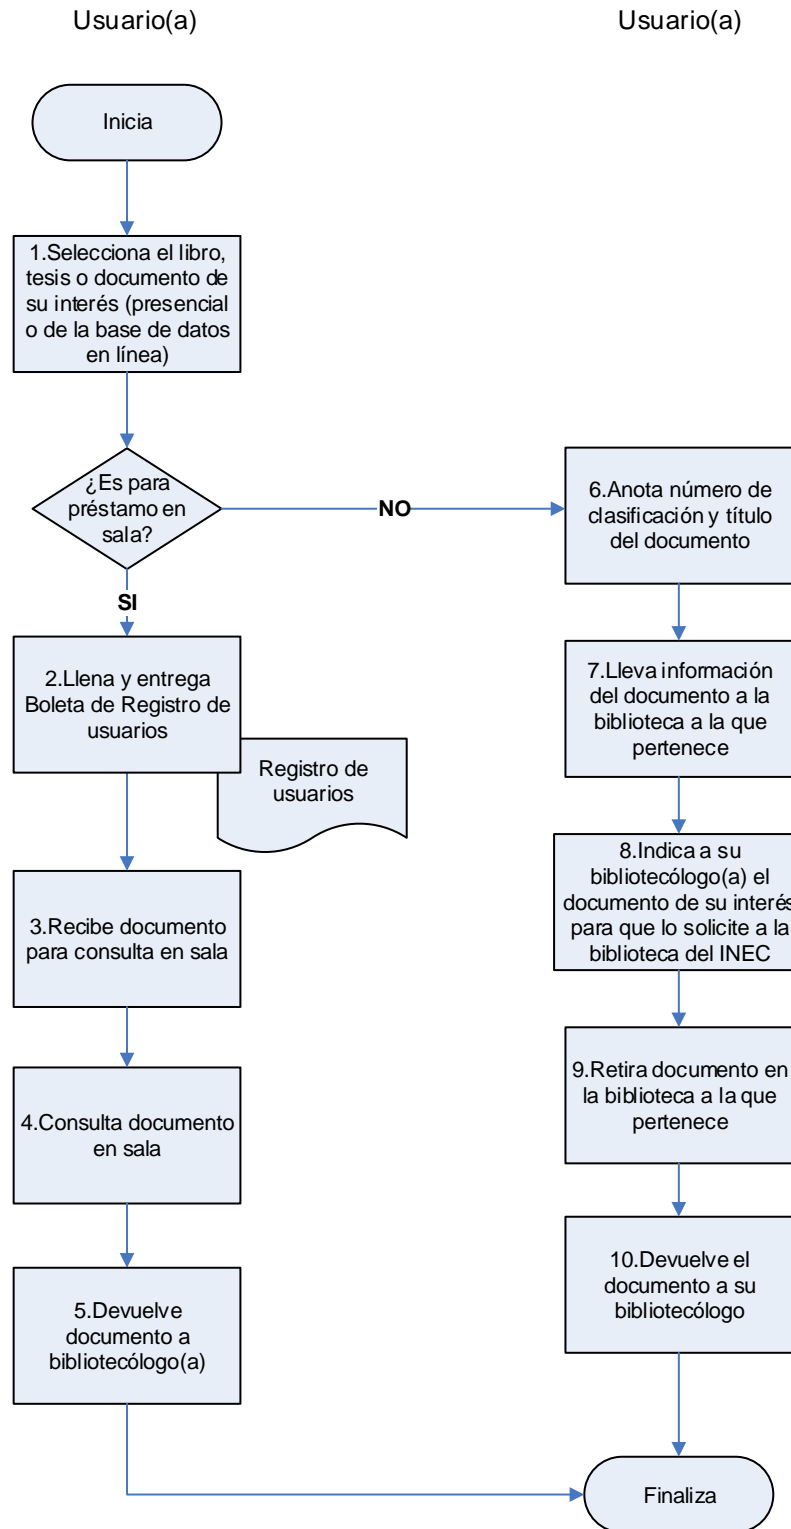 Usuario(a)
Usuario(a)
Inicia
1.Selecciona el libro,
tesis o documento de
su interés (presencial
o de la base de datos
en línea)
¿Es para
préstamo en
sala?
NO
SI
2.Llena y entrega
Boleta de Registro de
usuarios
Registro de
usuarios
3.Recibe documento
para consulta en sala
4.Consulta documento
en sala
5.Devuelve
documento a
bibliotecólogo(a)
6.Anota número de
clasificación y título
del documento
7.Lleva información
del documento a la
biblioteca a la que
pertenece
8.Indica a su
bibliotecólogo(a) el
documento de su interés
para que lo solicite a la
biblioteca del INEC
9.Retira documento en
la biblioteca a la que
pertenece
10.Devuelve el
documento a su
bibliotecólogo
Finaliza